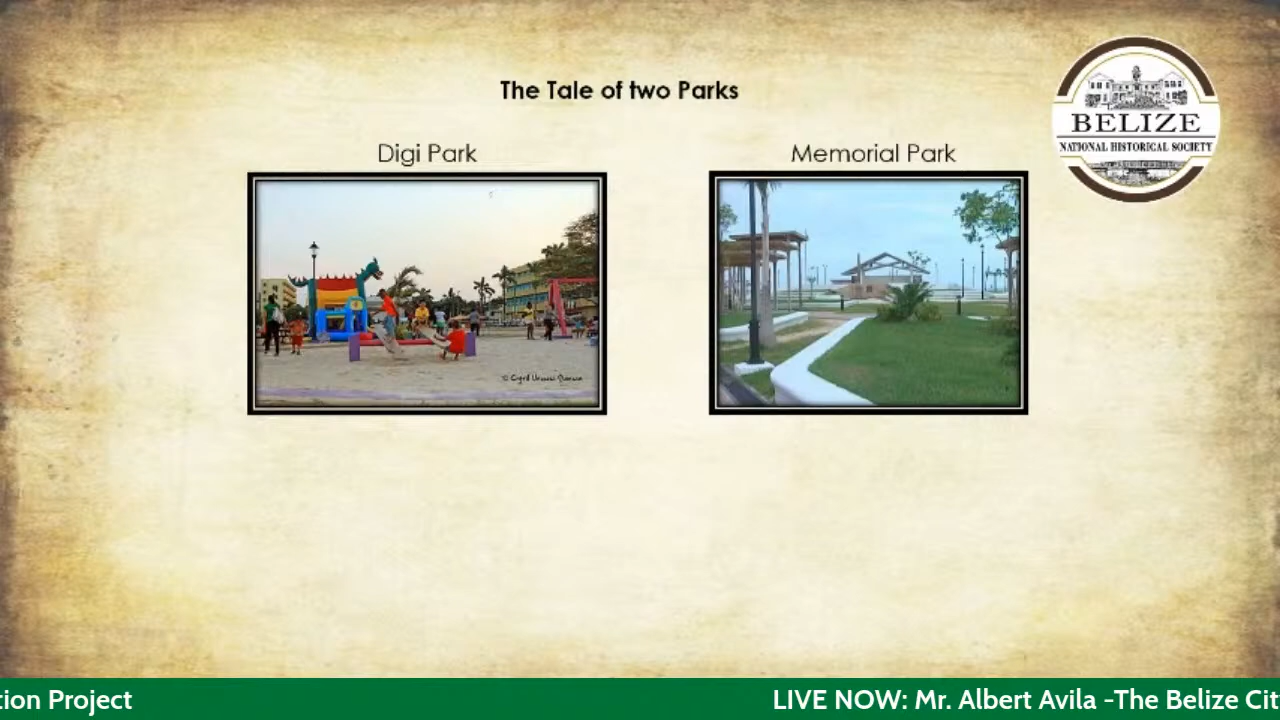 The Tale of two Parks
Digi Park
Memorial Park
BELIZE
NATIONAL HISTORICAL SOCIETY
©
tion Project
LIVE NOW: Mr. Albert Avila -The Belize Cit